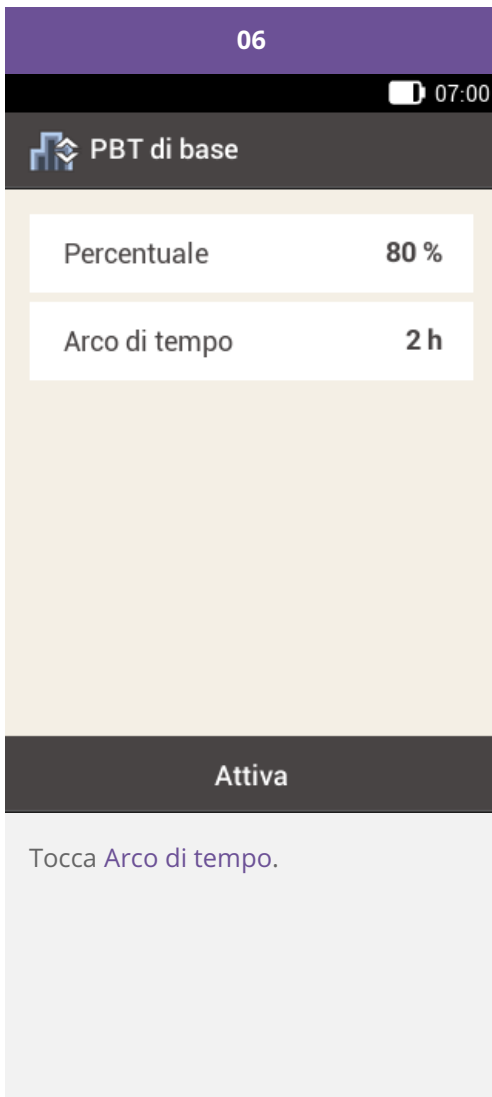 06
07:00
PBT di base
Percentuale 80 %
Arco di tempo 2 h
Attiva
Tocca Arco di tempo.